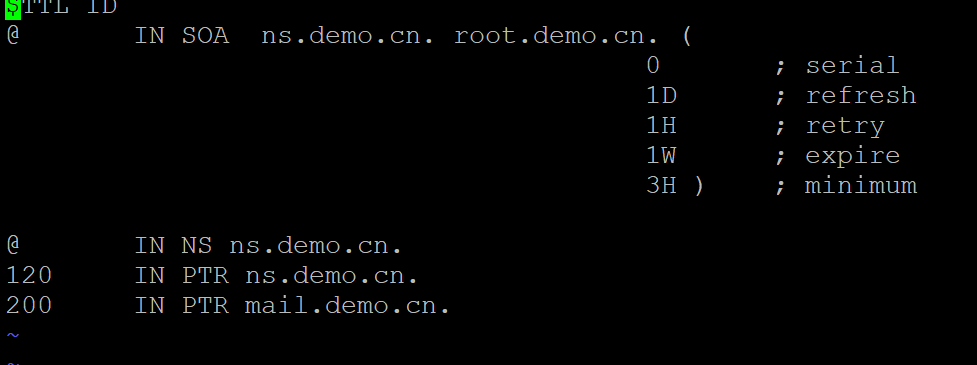 $TTL 1D
@ IN SOA ns.demo.cn. root.demo.cn. (
0 ; serial
1D ; refresh
1H ; retry
1W ; expire
3H ) ; minimum
@ IN NS ns.demo.cn.
120 IN PTR ns.demo.cn.
200 IN PTR mail.demo.cn.
~
~